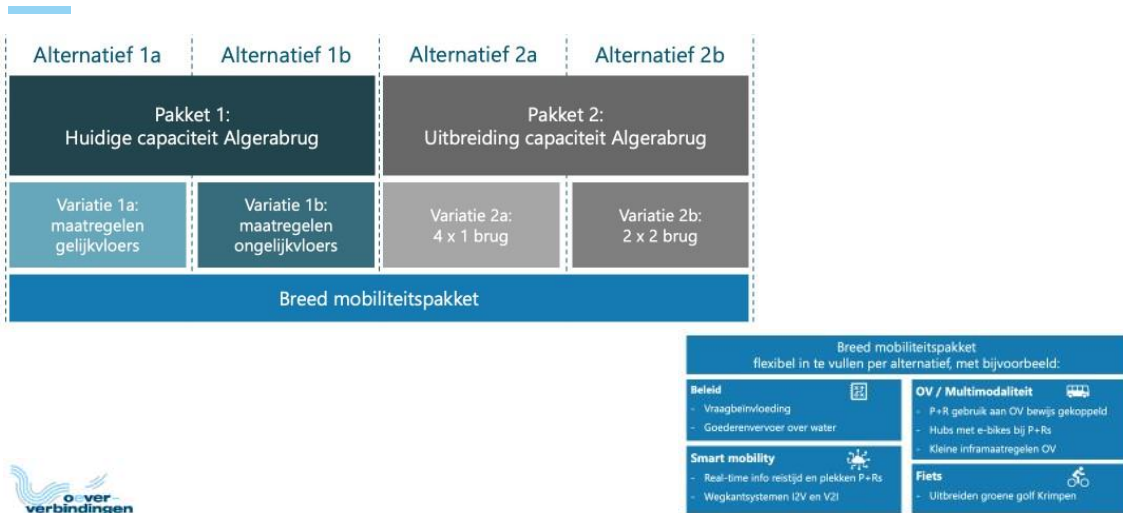 Alternatief 1a
Alternatief 1b
Alternatief 2a
Alternatief 2b
Pakket 1:
Huidige capaciteit Algerabrug
Pakket 2:
Uitbreiding capaciteit Algerabrug
Variatie 1a:
maatregelen
gelijkvloers
Variatie 1b:
maatregelen
ongelijkvloers
Variatie 2a:
4 x 1 brug
Variatie 2b:
2 x 2 brug
Breed mobiliteitspakket
Breed mobiliteitspakket
flexibel in te vullen per alternatief, met bijvoorbeeld:
Beleid
- Vraagbeïnvloeding
- Goederenvervoer over water
Smart mobility
- Real-time info reistijd en plekken P+Rs
- Wegkantsystemen I2V en V2I
OV / Multimodaliteit
- P+R gebruik aan OV bewijs gekoppeld
- Hubs met e-bikes bij P+Rs
- Kleine inframaatregelen OV
Fiets
- Uitbreiden groene golf Krimpen
oever-
verbindingen